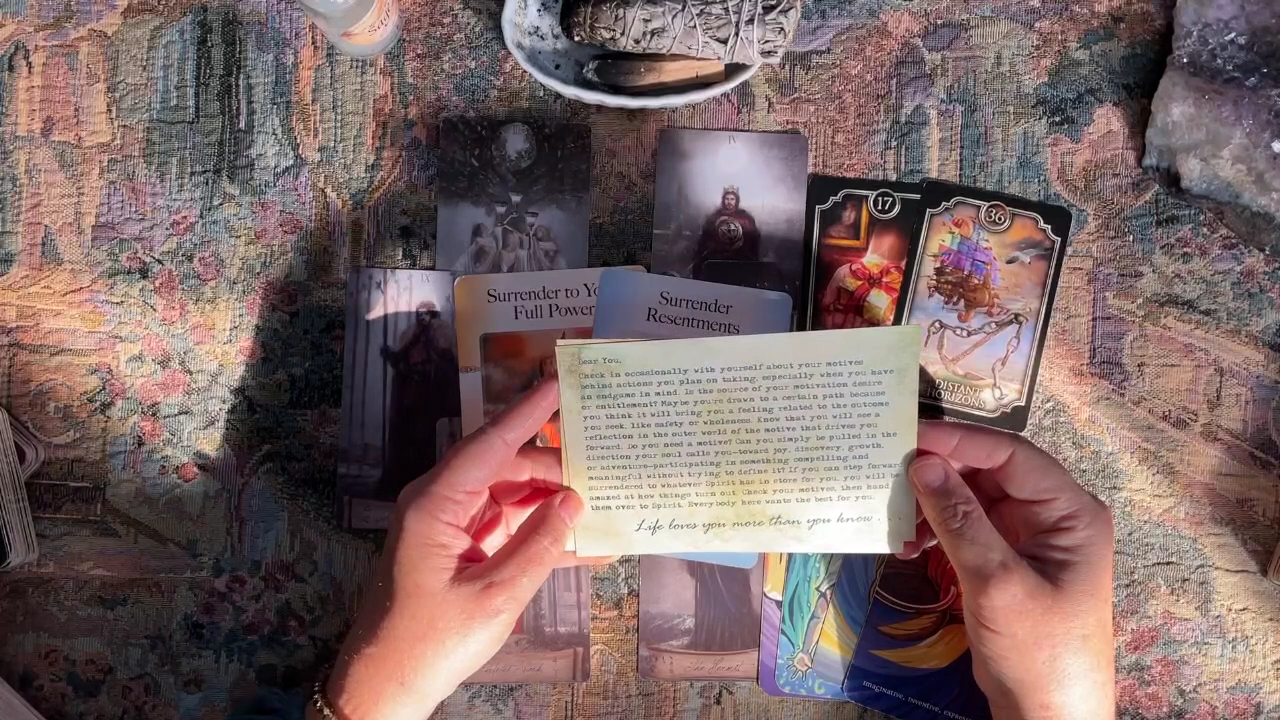 III
IV
17
36
IX
Surrender to
Full Power
Surrender
Resentments
DISTANT
HORIZONS
Dear You,
Check in occasionally with yourself about your motives
behind actions you plan on taking, especially when you have
an endgame in mind. Is the source of your motivation desire
or entitlement? Maybe you're drawn to a certain path because
you think it will bring you a feeling related to the outcome
you seek, like safety or wholeness. Know that you will see a
reflection in the outer world of the motive that drives you
forward. Do you need a motive? Can you simply be pulled in the
direction your soul calls you—toward joy, discovery, growth,
or adventure—participating in something compelling and
meaningful without trying to define it? If you can step forward
surrendered to whatever Spirit has in store for you, you will be
amazed at how things turn out. Check your motives, then hand
them over to Spirit. Everybody here wants the best for you.
Life loves you more than you know . . .
The Hermit
IMAGINATIVE, INVENTIVE,